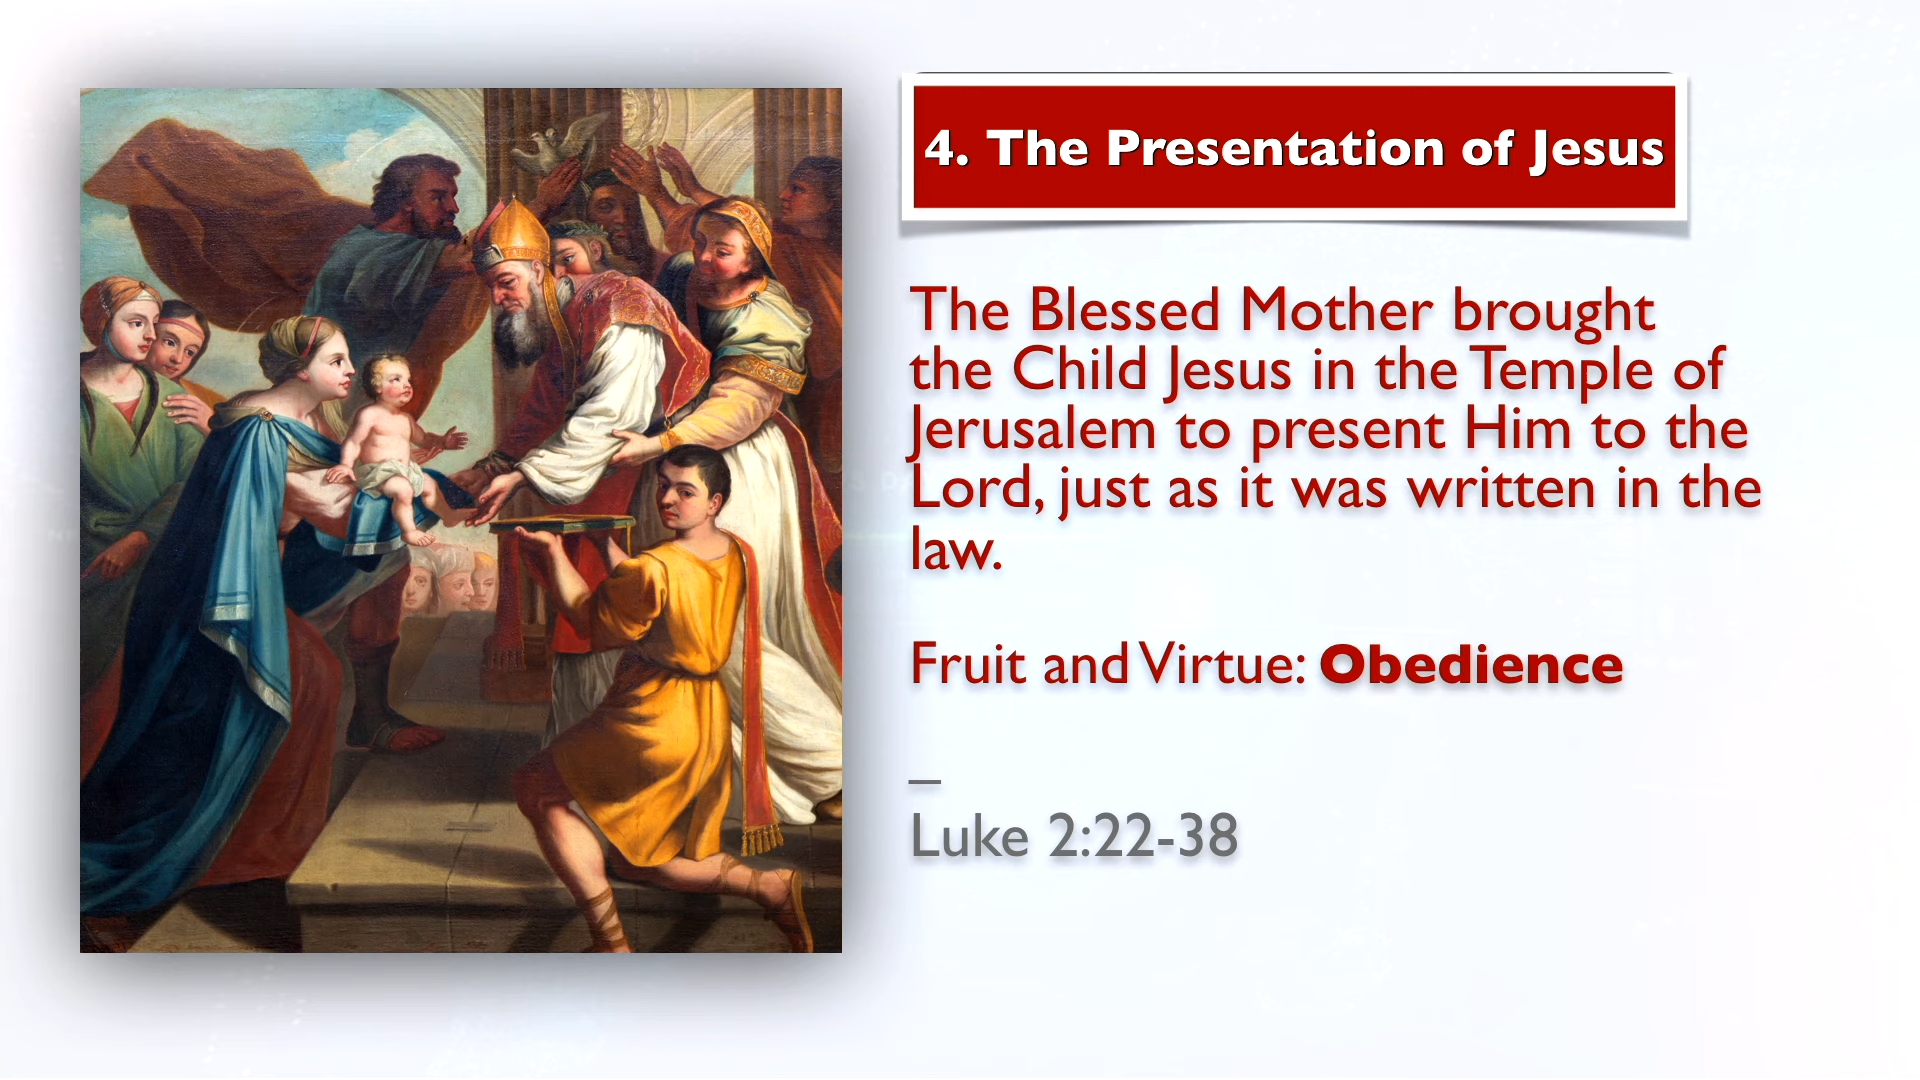 4. The Presentation of Jesus
The Blessed Mother brought
the Child Jesus in the Temple of
Jerusalem to present Him to the
Lord, just as it was written in the
law.
Fruit and Virtue: Obedience
_
Luke 2:22-38